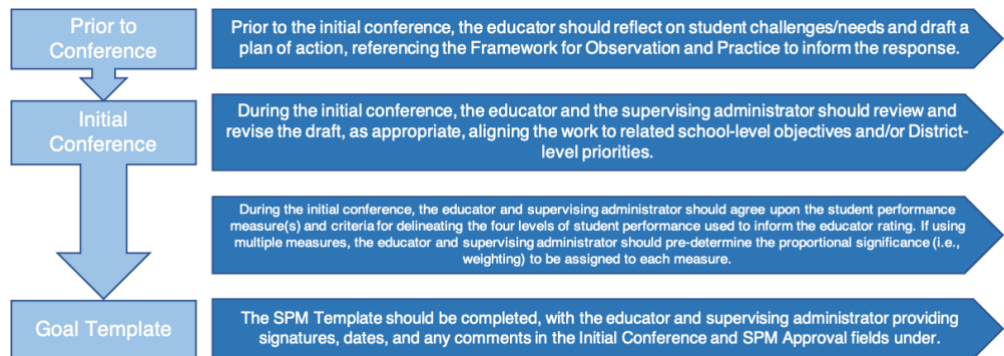 Prior to
Conference
Prior to the initial conference, the educator should reflect on student challenges/needs and draft a
plan of action, referencing the Framework for Observation and Practice to inform the response.
Initial
Conference
During the initial conference, the educator and the supervising administrator should review and
revise the draft, as appropriate, aligning the work to related school-level objectives and/or District-
level priorities.
During the initial conference, the educator and supervising administrator should agree upon the student performance
measure(s) and criteria for delineating the four levels of student performance used to inform the educator rating. If using
multiple measures, the educator and supervising administrator should pre-determine the proportional significance (i.e.,
weighting) to be assigned to each measure.
Goal Template
The SPM Template should be completed, with the educator and supervising administrator providing
signatures, dates, and any comments in the Initial Conference and SPM Approval fields under.